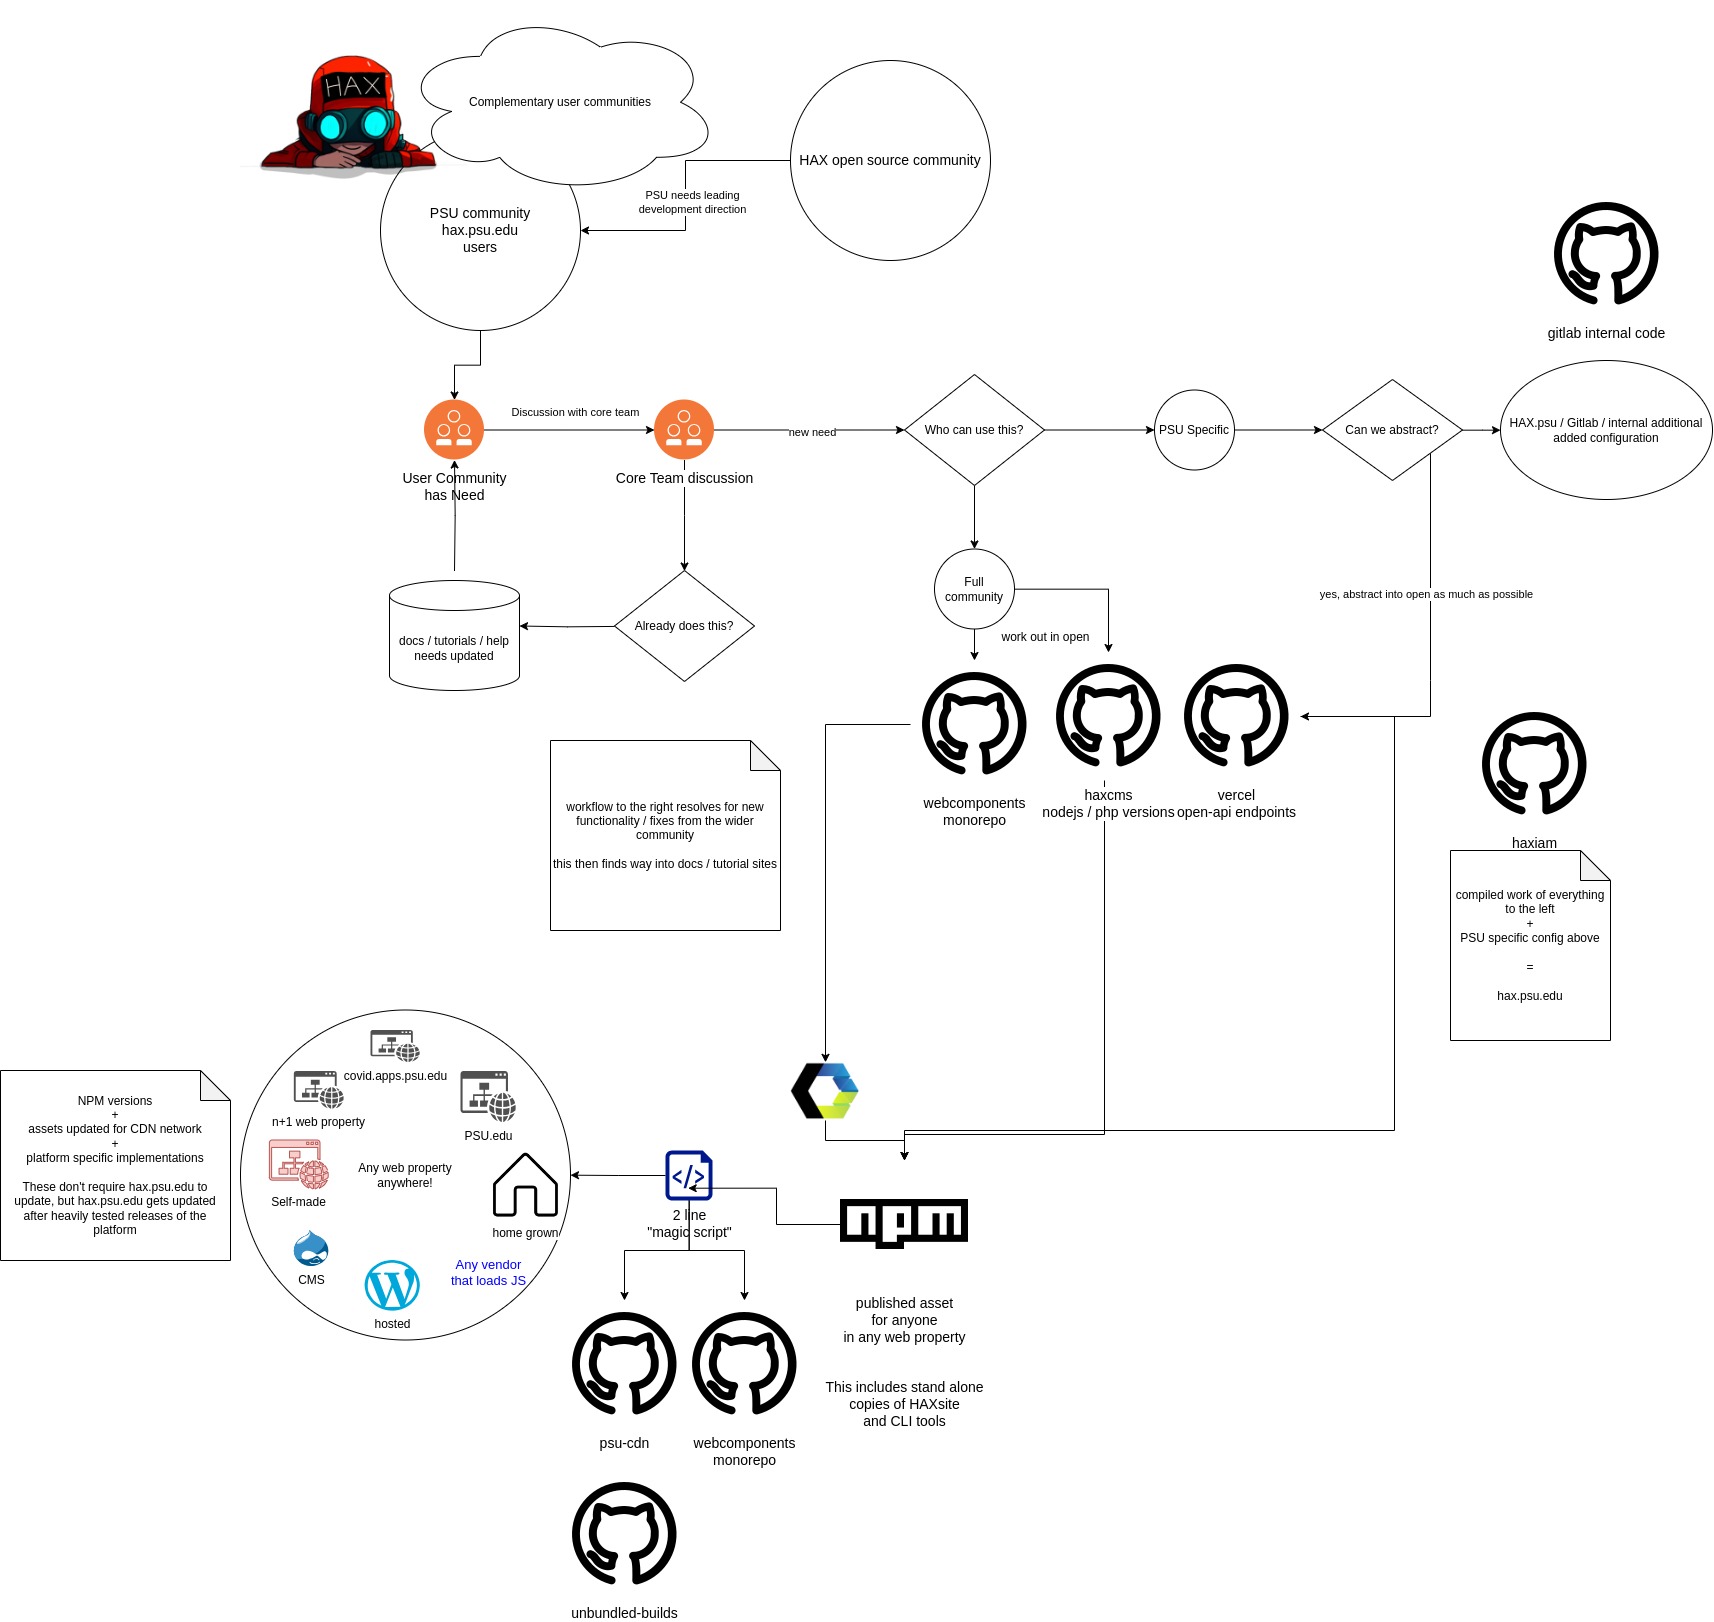 HAX
Complementary user communities
HAX open source community
PSU needs leading
development direction
PSU community
hax.psu.edu
users
gitlab internal code
Discussion with core team
new need
Who can use this?
PSU Specific
Can we abstract?
HAX.psu / Gitlab / internal additional
added configuration
User Community
has Need
Core Team discussion
Full
community
work out in open
yes, abstract into open as much as possible
Already does this?
docs / tutorials / help
needs updated
webcomponents
monorepo
haxcms
nodejs / php versions
vercel
open-api endpoints
workflow to the right resolves for new
functionality / fixes from the wider
community
this then finds way into docs / tutorial sites
haxiam
compiled work of everything
to the left
+
PSU specific config above
=
hax.psu.edu
NPM versions
+
assets updated for CDN network
+
platform specific implementations
These don't require hax.psu.edu to
update, but hax.psu.edu gets updated
after heavily tested releases of the
platform
covid.apps.psu.edu
n+1 web property
PSU.edu
Any web property
anywhere!
Self-made
home grown
CMS
Any vendor
that loads JS
hosted
</>
2 line
"magic script"
npm
published asset
for anyone
in any web property
This includes stand alone
copies of HAXsite
and CLI tools
psu-cdn
webcomponents
monorepo
unbundled-builds